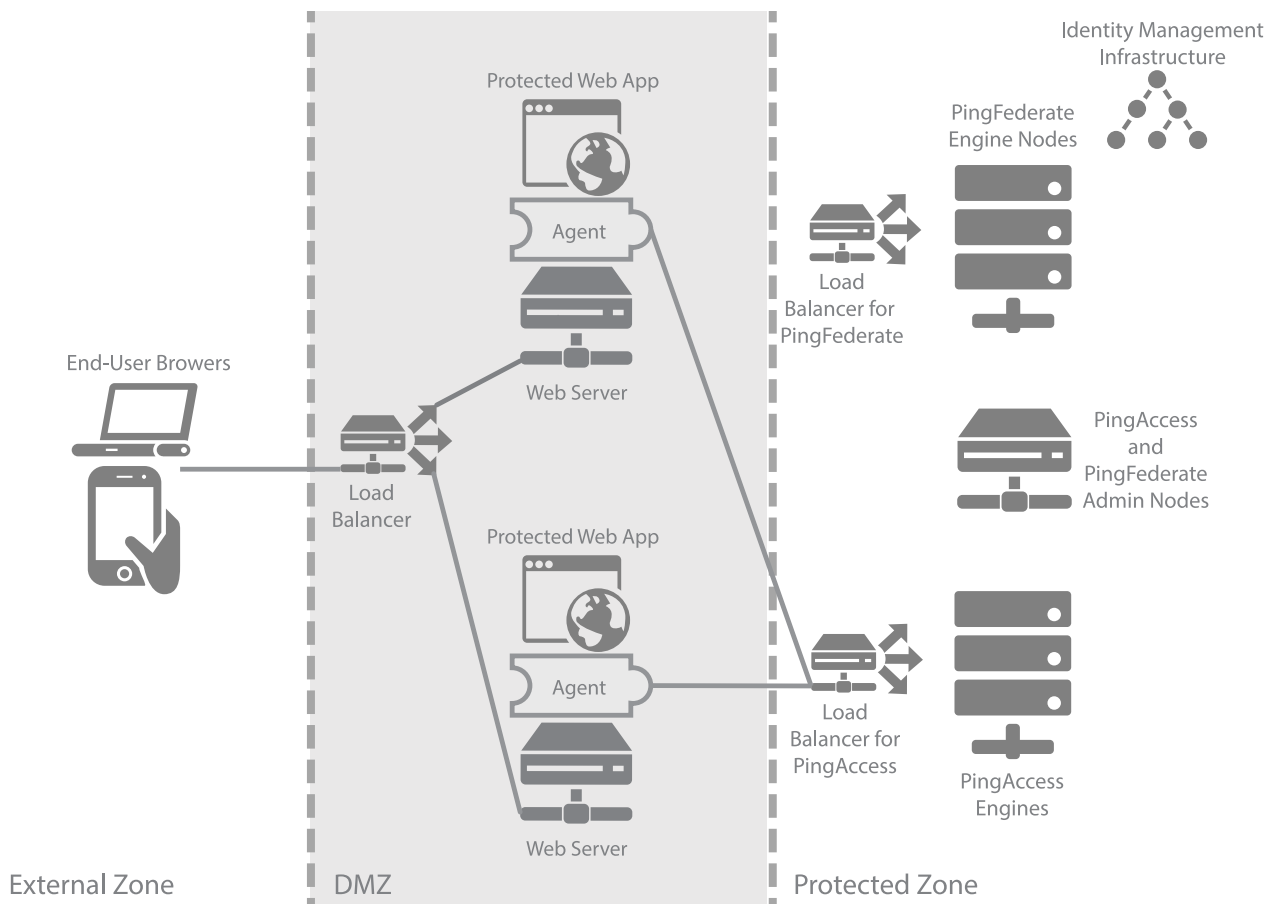 Identity Management
Infrastructure
Protected Web App
PingFederate
Engine Nodes
Agent
Load
Balancer for
PingFederate
End-User Browers
Web Server
PingAccess
and
PingFederate
Admin Nodes
Load
Balancer
Protected Web App
Agent
Load
Balancer for
PingAccess
PingAccess
Engines
Web Server
External Zone
DMZ
Protected Zone